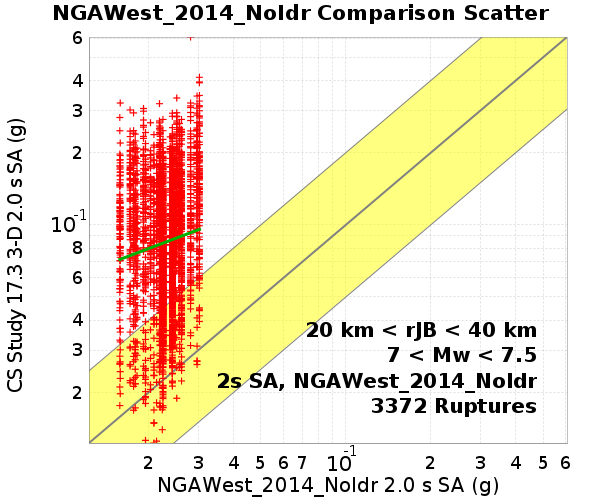 NGAWest_2014_NoIdr Comparison Scatter
6
4
3
2
10-1
8
6
4
3
2
CS Study 17.3 3-D 2.0 s SA (g)
20 km < rJB < 40 km
7 < Mw < 7.5
2s SA, NGAWest_2014_NoIdr
3372 Ruptures
2 3 4 5 6 7 10-1 2 3 4 5 6
NGAWest_2014_NoIdr 2.0 s SA (g)